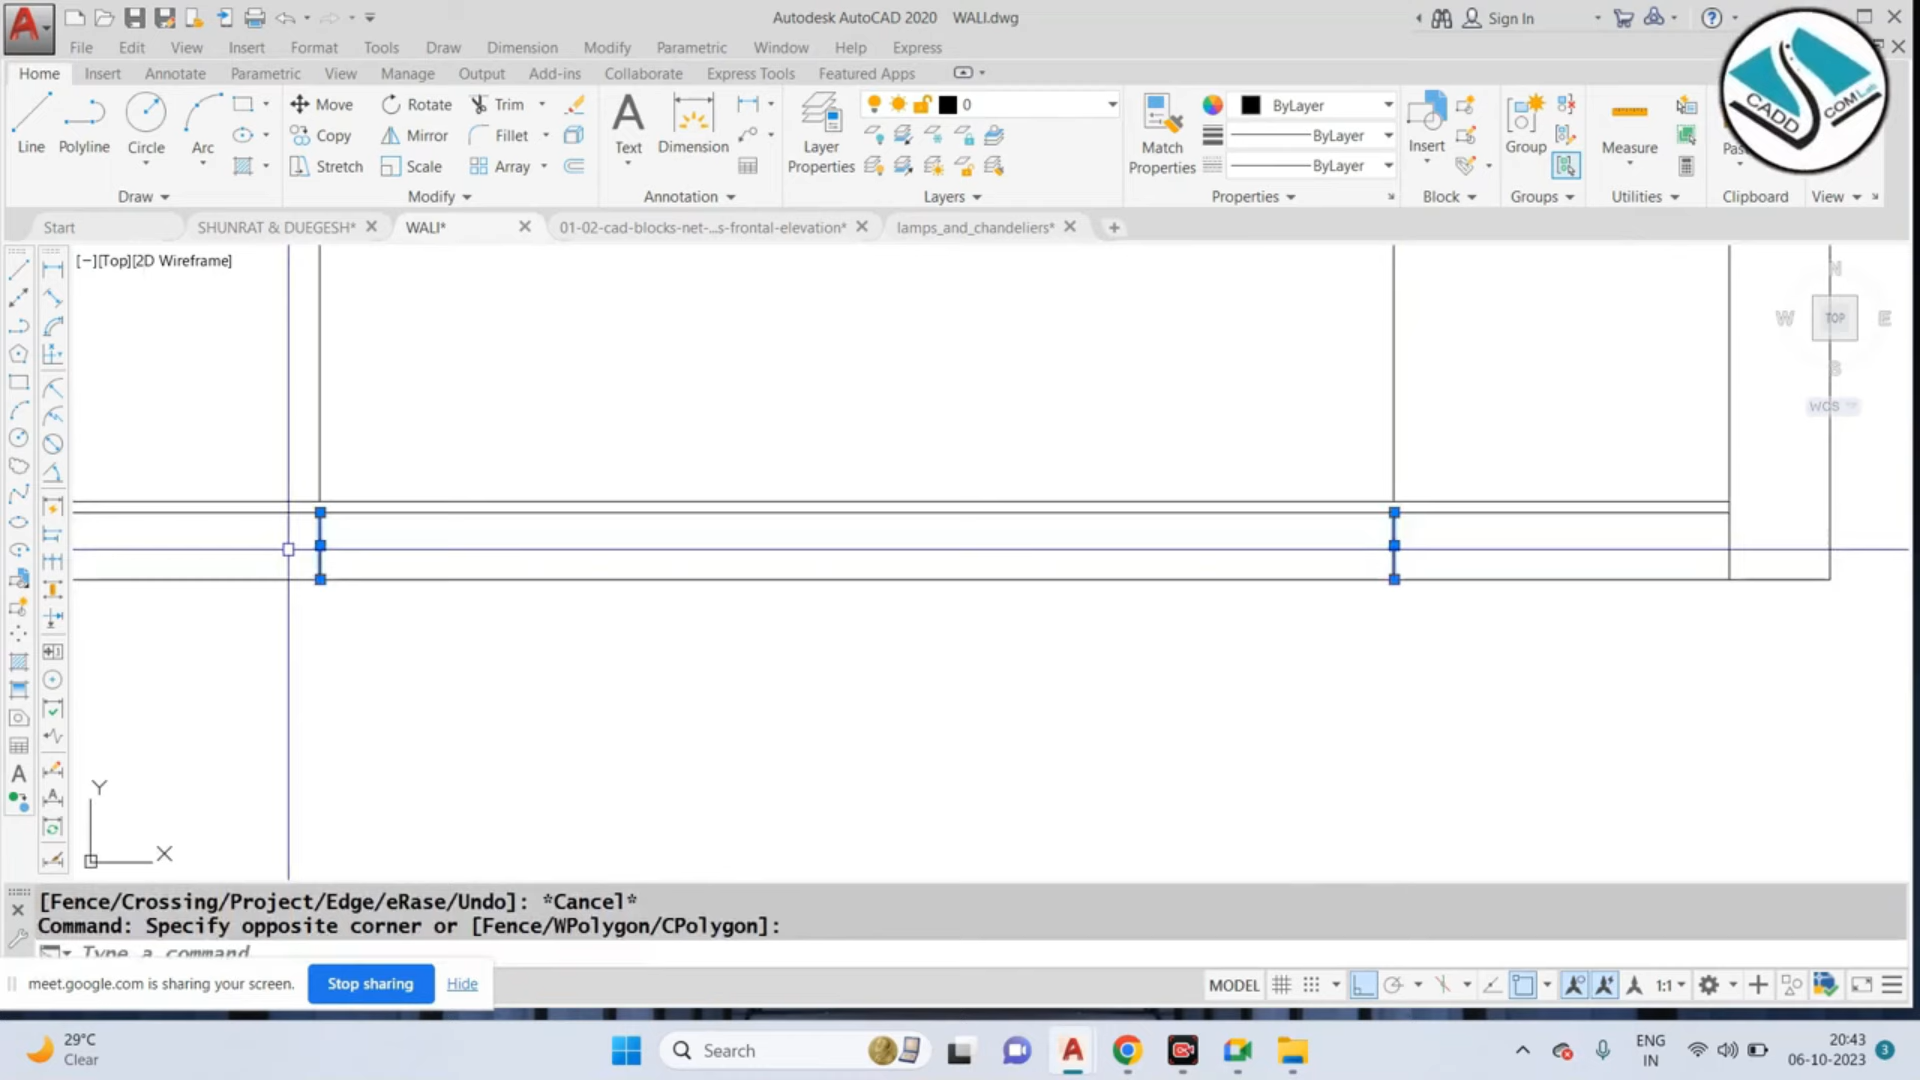 Autodesk AutoCAD 2020 WALI.dwg
Sign In
File Edit View Insert Format Tools Draw Dimension Modify Parametric Window Help Express
Home Insert Annotate Parametric View Manage Output Add-ins Collaborate Express Tools Featured Apps
Line Polyline Circle Arc
Move Rotate Trim
Copy Mirror Fillet
Stretch Scale Array
Text Dimension
Layer Properties
0
Match Properties
ByLayer
ByLayer
ByLayer
Insert
Group
Measure
CADD COM Lab
Draw Modify Annotation Layers Properties Block Groups Utilities Clipboard View
Start SHUNRAT & DUEGESH* WALI* 01-02-cad-blocks-net-...s-frontal-elevation* lamps_and_chandeliers*
[−][Top][2D Wireframe]
N
W TOP E
S
WCS
Y
X
[Fence/Crossing/Project/Edge/eRase/Undo]: *Cancel*
Command: Specify opposite corner or [Fence/WPolygon/CPolygon]:
Type a command
meet.google.com is sharing your screen. Stop sharing Hide
MODEL 1:1
29°C
Clear
Search
ENG
IN
20:43
06-10-2023
3